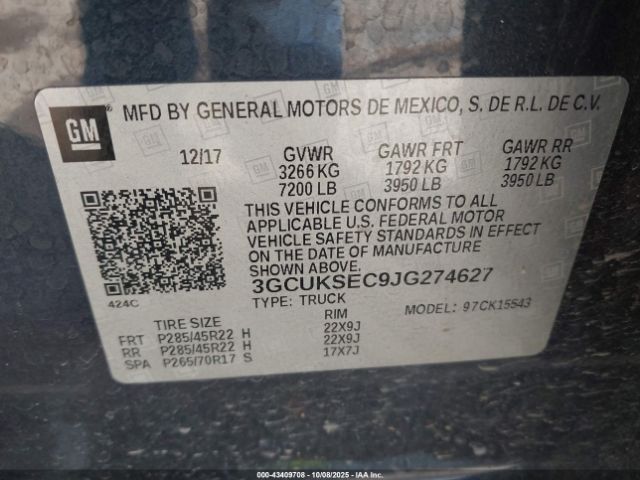 GM ® MFD BY GENERAL MOTORS DE MEXICO, S. DE R.L. DE C.V.
12/17 GVWR GAWR FRT GAWR RR
3266 KG 1792 KG 1792 KG
7200 LB 3950 LB 3950 LB
THIS VEHICLE CONFORMS TO ALL
APPLICABLE U.S. FEDERAL MOTOR
VEHICLE SAFETY STANDARDS IN EFFECT
ON THE DATE OF MANUFACTURE
SHOWN ABOVE.
424C 3GCUKSEC9JG274627
TYPE: TRUCK MODEL: 97CK15543
TIRE SIZE RIM
FRT P285/45R22 H 22X9J
RR P285/45R22 H 22X9J
SPA P265/70R17 S 17X7J
000-43409708 - 10/08/2025 - COPART.COM